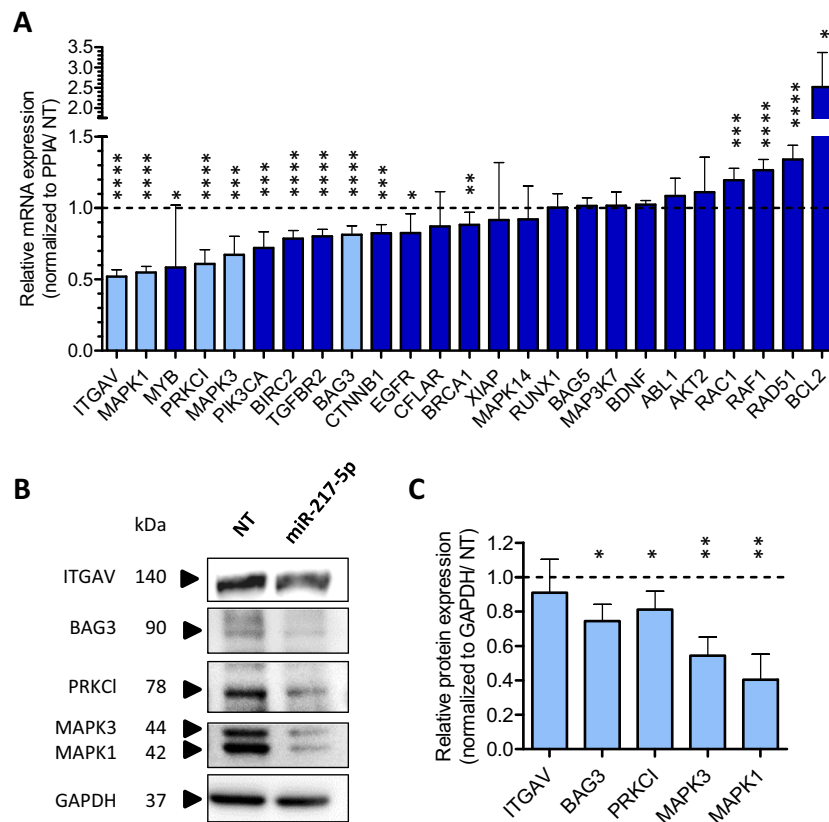 A
Relative mRNA expression
(normalized to PPIA/ NT)
3.5
3.0
2.5
2.0
1.5
1.0
0.5
0.0
**** **** * **** *** *** **** **** **** *** * ** *** **** **** *
ITGAV MAPK1 MYB PRKCI MAPK3 PIK3CA BIRC2 TGFBR2 BAG3 CTNNB1 EGFR CFLAR BRCA1 XIAP MAPK14 RUNX1 BAG5 MAP3K7 BDNF ABL1 AKT2 RAC1 RAF1 RAD51 BCL2
B
kDa NT miR-217-5p
ITGAV 140
BAG3 90
PRKCI 78
MAPK3 44
MAPK1 42
GAPDH 37
C
Relative protein expression
(normalized to GAPDH/ NT)
1.4
1.2
1.0
0.8
0.6
0.4
0.2
0.0
* * ** **
ITGAV BAG3 PRKCI MAPK3 MAPK1